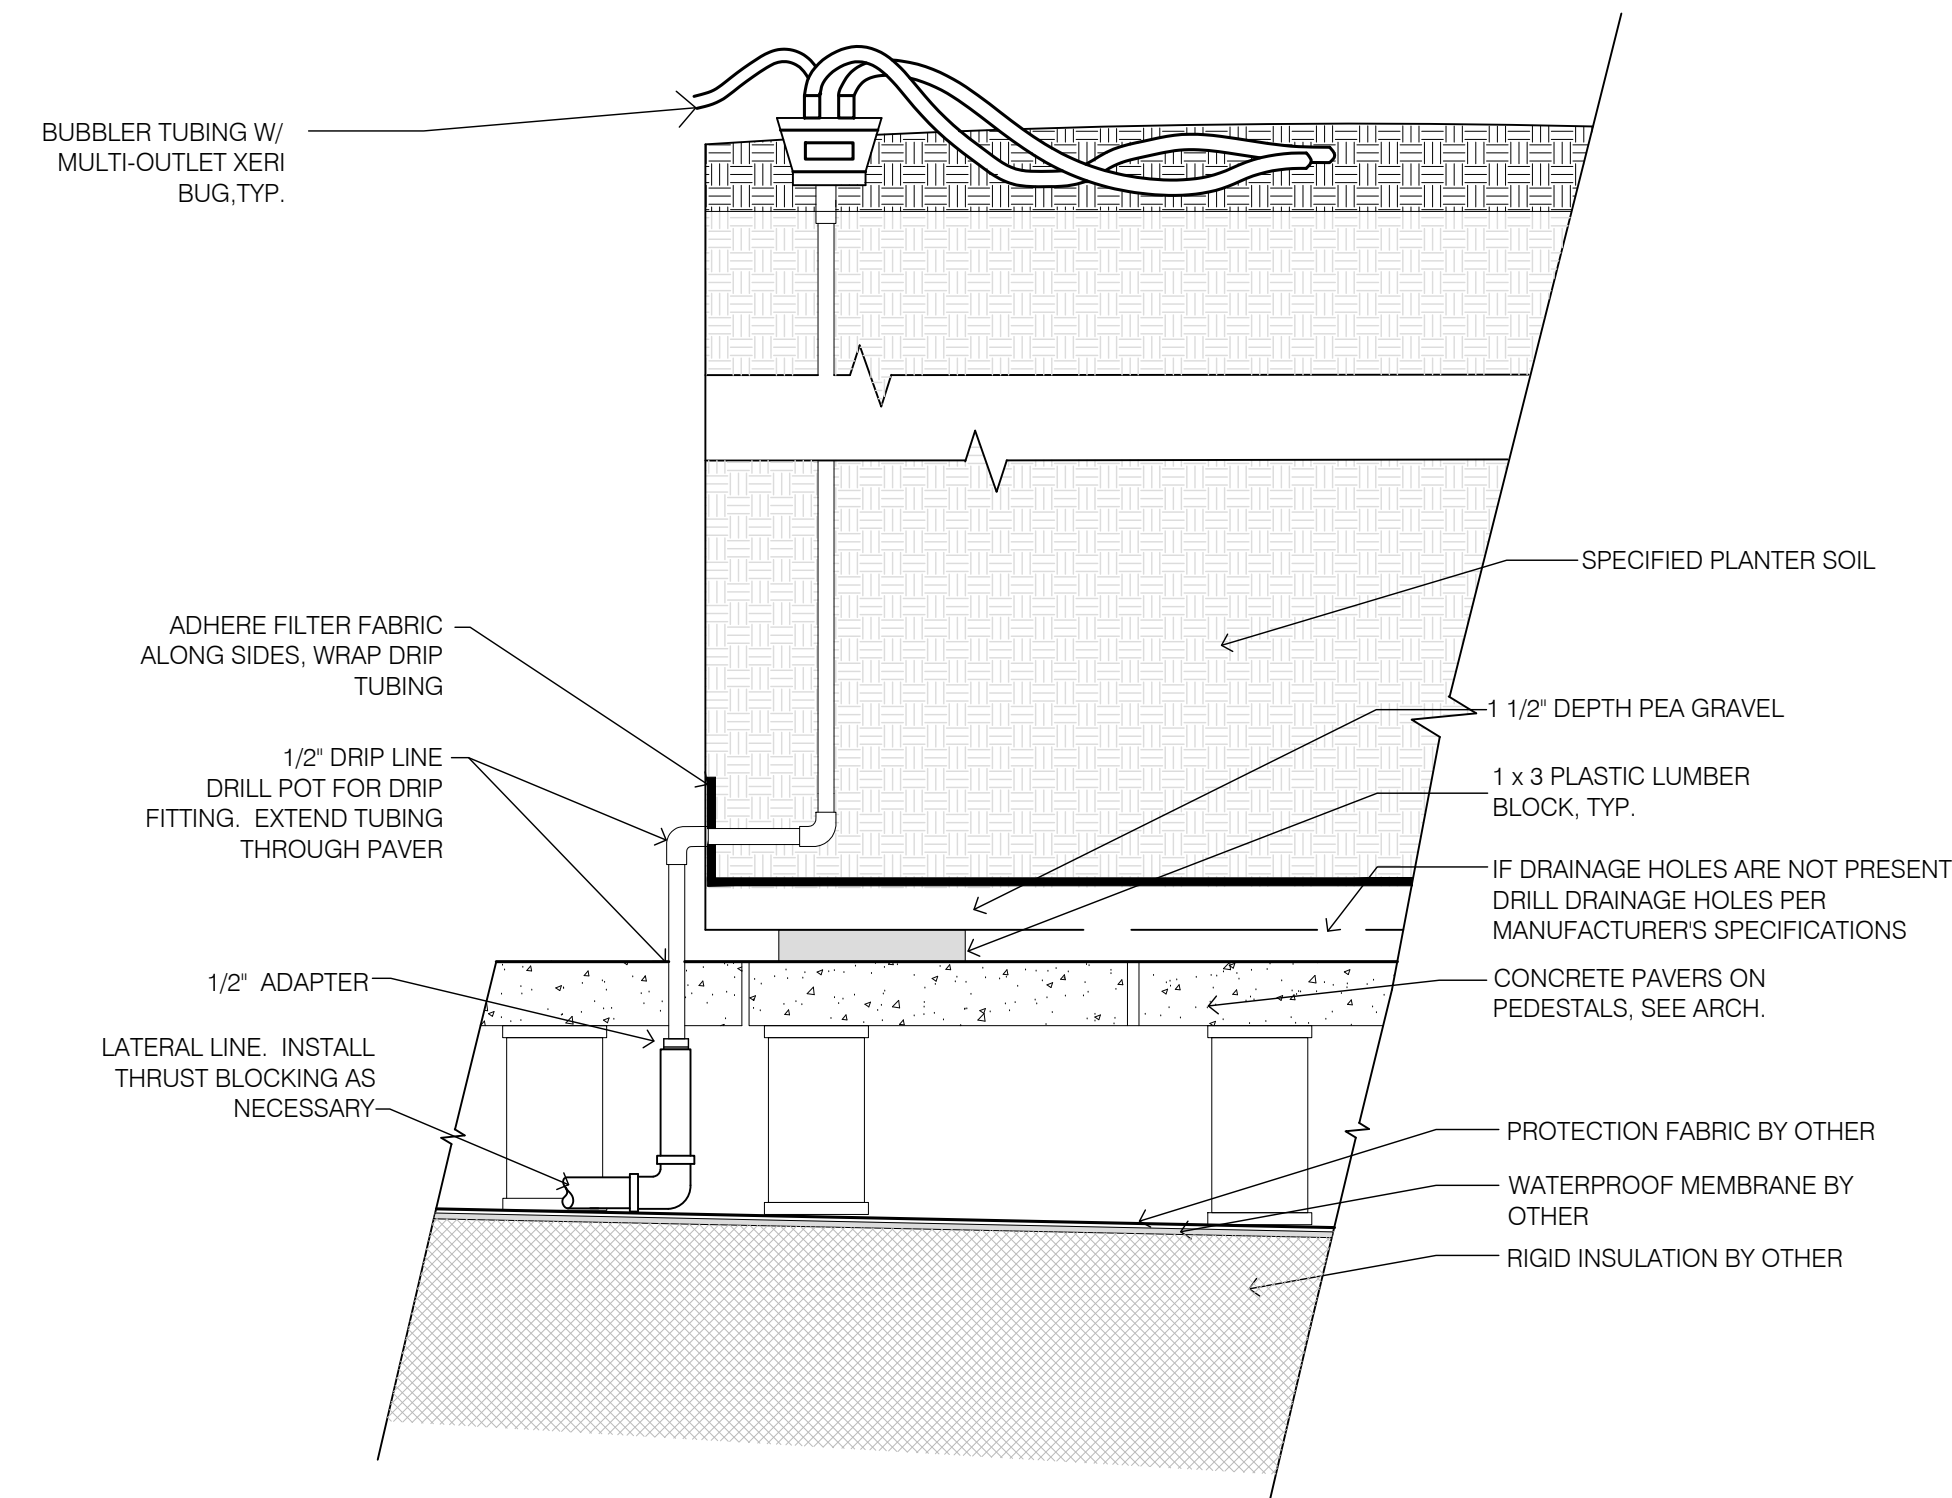 BUBBLER TUBING W/
MULTI-OUTLET XERI
BUG,TYP.
ADHERE FILTER FABRIC
ALONG SIDES, WRAP DRIP
TUBING
1/2" DRIP LINE
DRILL POT FOR DRIP
FITTING.  EXTEND TUBING
THROUGH PAVER
1/2"  ADAPTER
LATERAL LINE.  INSTALL
THRUST BLOCKING AS
NECESSARY
SPECIFIED PLANTER SOIL
1 1/2" DEPTH PEA GRAVEL
1 x 3 PLASTIC LUMBER
BLOCK, TYP.
IF DRAINAGE HOLES ARE NOT PRESENT
DRILL DRAINAGE HOLES PER
MANUFACTURER'S SPECIFICATIONS
CONCRETE PAVERS ON
PEDESTALS, SEE ARCH.
PROTECTION FABRIC BY OTHER
WATERPROOF MEMBRANE BY
OTHER
RIGID INSULATION BY OTHER